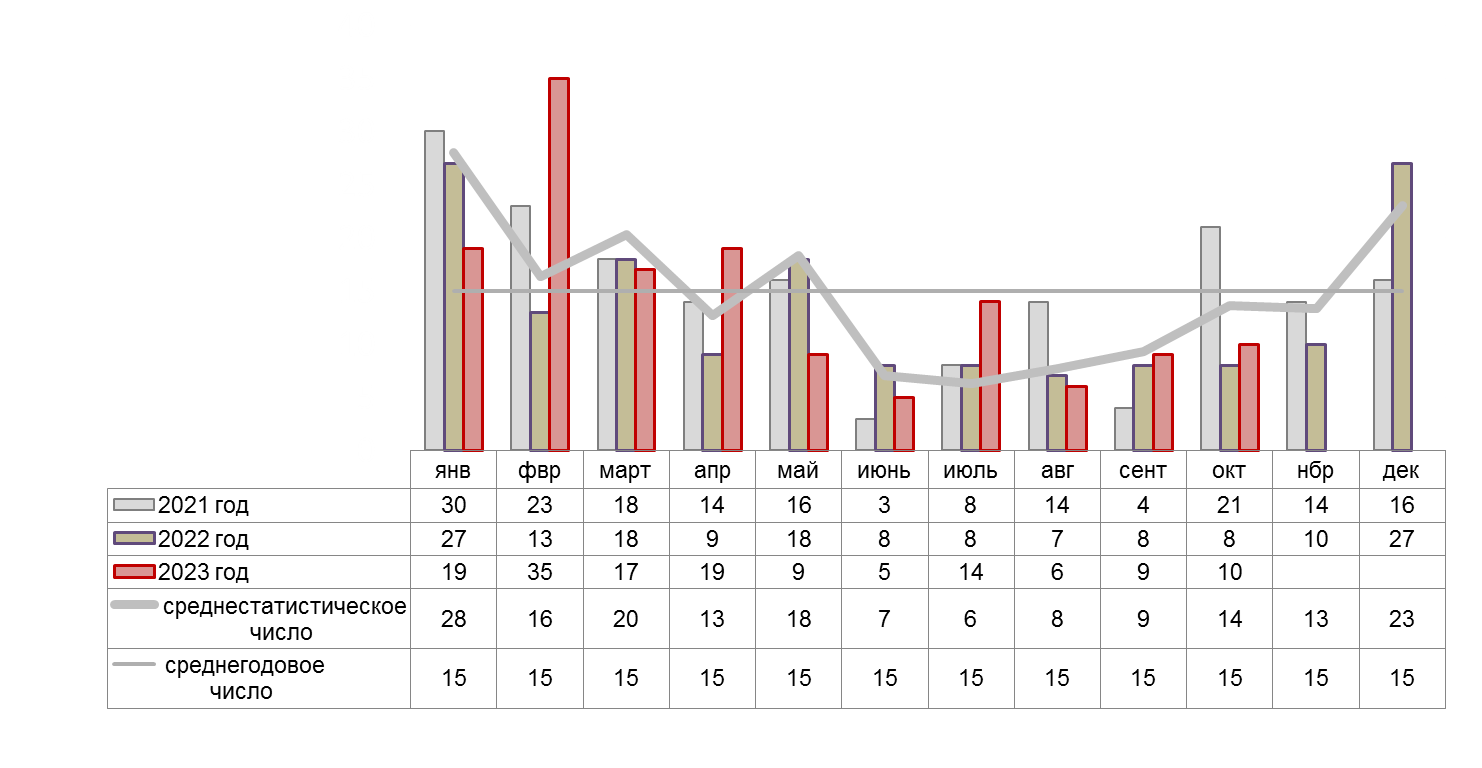 янв фвр март апр май июнь июль авг сент окт нбр дек
2021 год 30 23 18 14 16 3 8 14 4 21 14 16
2022 год 27 13 18 9 18 8 8 7 8 8 10 27
2023 год 19 35 17 19 9 5 14 6 9 10
среднестатистическое
число 28 16 20 13 18 7 6 8 9 14 13 23
среднегодовое
число 15 15 15 15 15 15 15 15 15 15 15 15